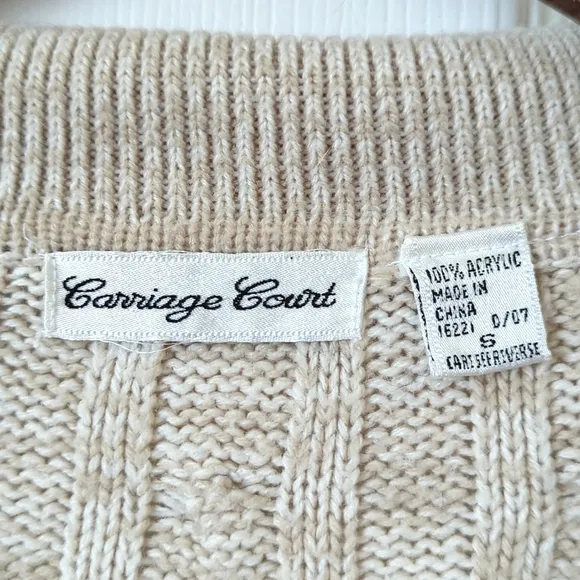 Carriage Court
100% ACRYLIC
MADE IN
CHINA
16221 D/07
S
CARE SEE REVERSE